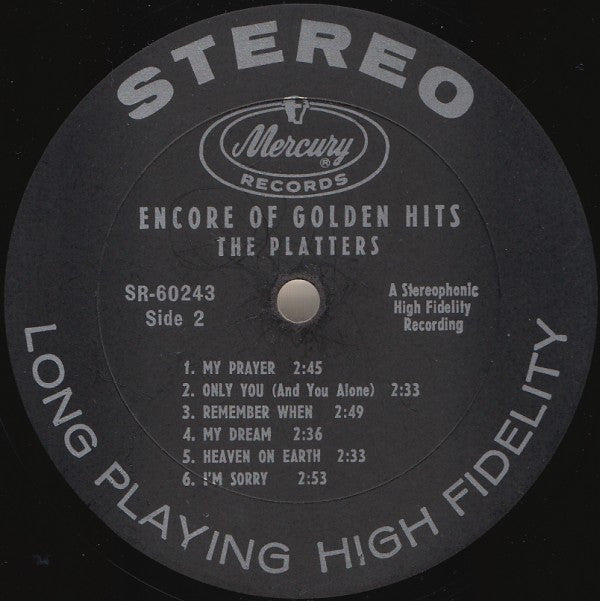 STEREO
Mercury®
RECORDS
ENCORE OF GOLDEN HITS
THE PLATTERS
SR-60243
Side 2
A Stereophonic
High Fidelity
Recording
1. MY PRAYER 2:45
2. ONLY YOU (And You Alone) 2:33
3. REMEMBER WHEN 2:49
4. MY DREAM 2:36
5. HEAVEN ON EARTH 2:33
6. I'M SORRY 2:53
LONG PLAYING HIGH FIDELITY